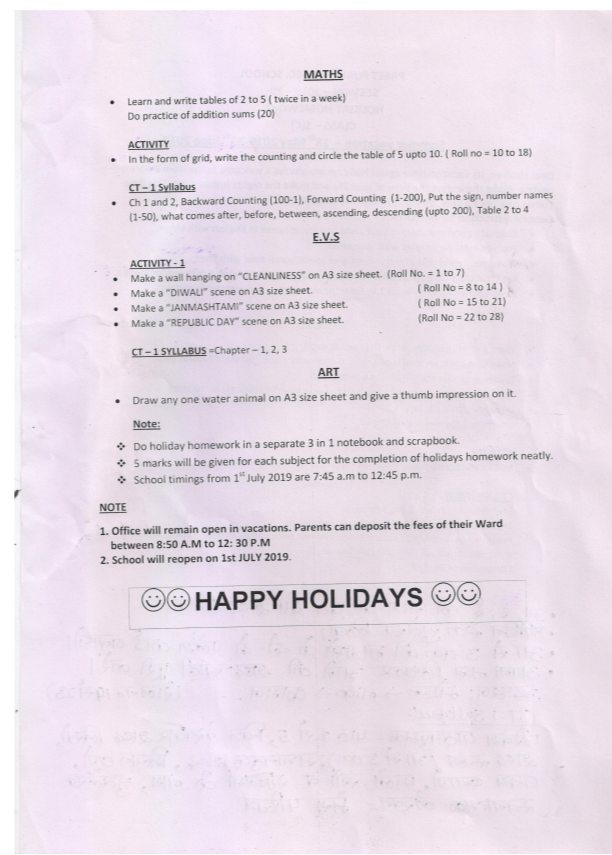 MATHS
• Learn and write tables of 2 to 5 ( twice in a week)
Do practice of addition sums (20)
ACTIVITY
• In the form of grid, write the counting and circle the table of 5 upto 10. ( Roll no = 10 to 18)
CT – 1 Syllabus
• Ch 1 and 2, Backward Counting (100-1), Forward Counting (1-200), Put the sign, number names
(1-50), what comes after, before, between, ascending, descending (upto 200), Table 2 to 4
E.V.S
ACTIVITY - 1
• Make a wall hanging on “CLEANLINESS” on A3 size sheet. (Roll No. = 1 to 7)
• Make a “DIWALI” scene on A3 size sheet. ( Roll No = 8 to 14 )
• Make a “JANMASHTAMI” scene on A3 size sheet. ( Roll No = 15 to 21)
• Make a “REPUBLIC DAY” scene on A3 size sheet. (Roll No = 22 to 28)
CT – 1 SYLLABUS =Chapter – 1, 2, 3
ART
• Draw any one water animal on A3 size sheet and give a thumb impression on it.
Note:
❖ Do holiday homework in a separate 3 in 1 notebook and scrapbook.
❖ 5 marks will be given for each subject for the completion of holidays homework neatly.
❖ School timings from 1st July 2019 are 7:45 a.m to 12:45 p.m.
NOTE
1. Office will remain open in vacations. Parents can deposit the fees of their Ward
between 8:50 A.M to 12: 30 P.M
2. School will reopen on 1st JULY 2019.
☺☺ HAPPY HOLIDAYS ☺☺